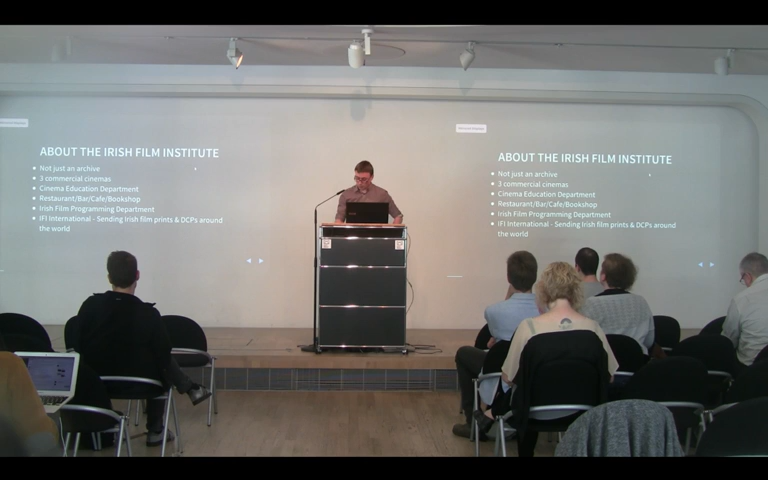 ABOUT THE IRISH FILM INSTITUTE
Not just an archive
3 commercial cinemas
Cinema Education Department
Restaurant/Bar/Cafe/Bookshop
Irish Film Programming Department
IFI International - Sending Irish film prints & DCPs around
the world
ABOUT THE IRISH FILM INSTITUTE
Not just an archive
3 commercial cinemas
Cinema Education Department
Restaurant/Bar/Cafe/Bookshop
Irish Film Programming Department
IFI International - Sending Irish film prints & DCPs around
the world